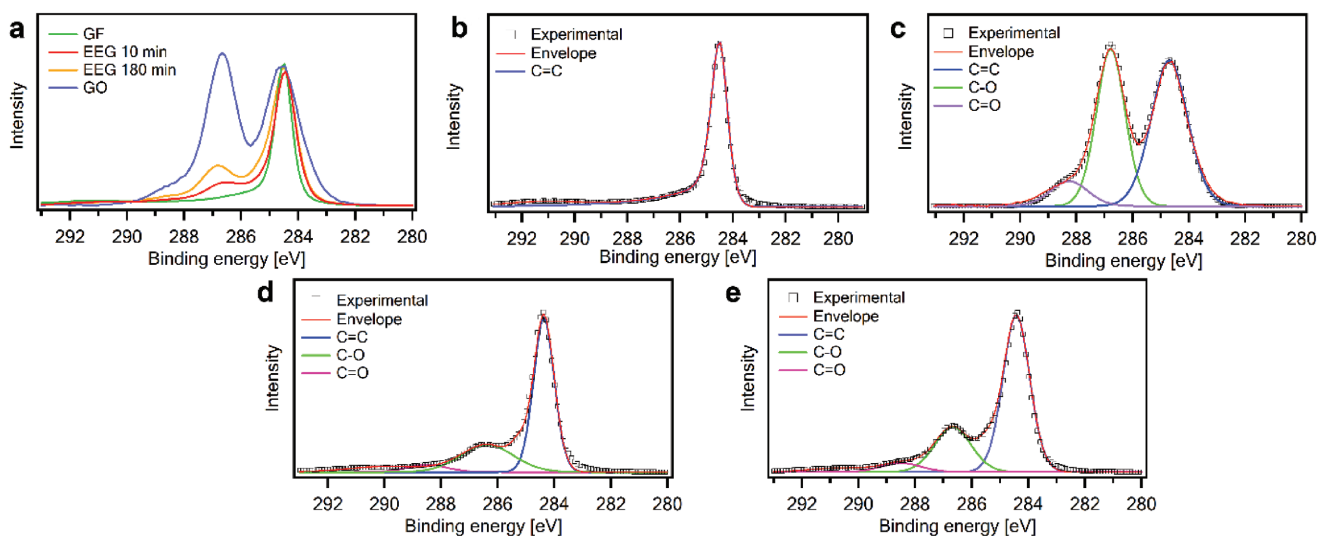 a
GF
EEG 10 min
EEG 180 min
GO
Intensity
292 290 288 286 284 282 280
Binding energy [eV]
b
Experimental
Envelope
C=C
Intensity
292 290 288 286 284 282 280
Binding energy [eV]
c
Experimental
Envelope
C=C
C-O
C=O
Intensity
292 290 288 286 284 282 280
Binding energy [eV]
d
Experimental
Envelope
C=C
C-O
C=O
Intensity
292 290 288 286 284 282 280
Binding energy [eV]
e
Experimental
Envelope
C=C
C-O
C=O
Intensity
292 290 288 286 284 282 280
Binding energy [eV]